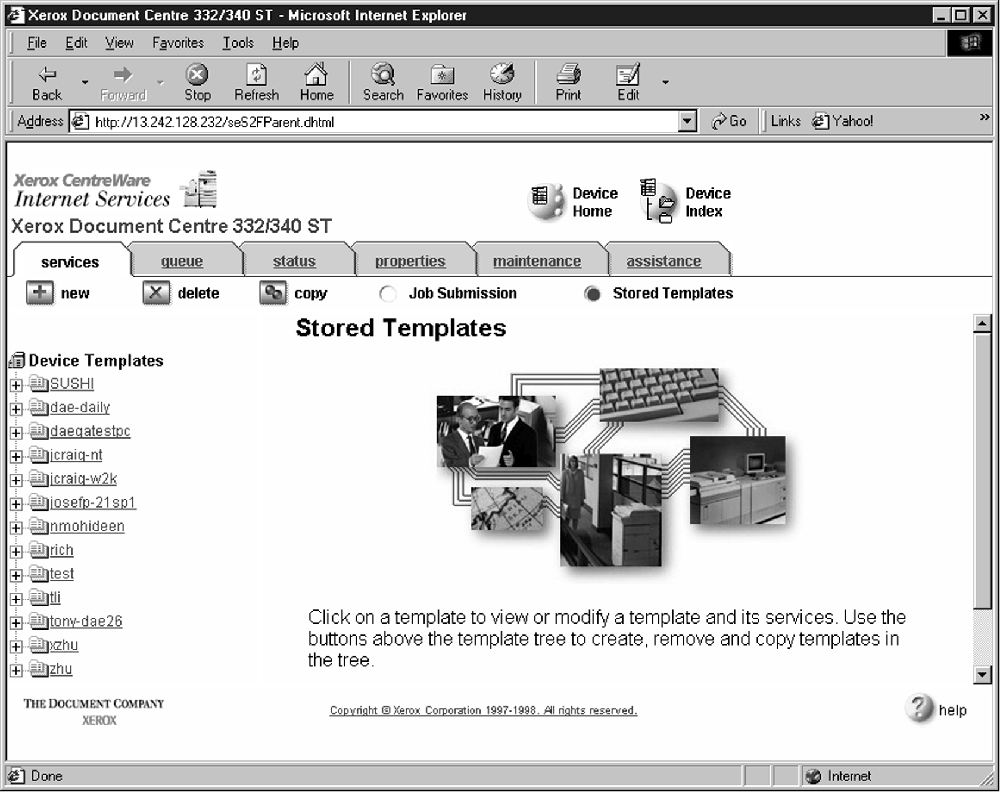 Xerox Document Centre 332/340 ST - Microsoft Internet Explorer
File Edit View Favorites Tools Help
Back Forward Stop Refresh Home Search Favorites History Print Edit
Address http://13.242.128.232/seS2FParent.dhtml Go Links Yahoo! »
Xerox CentreWare
Internet Services
Device Home
Device Index
Xerox Document Centre 332/340 ST
services queue status properties maintenance assistance
new delete copy Job Submission Stored Templates
Stored Templates
Device Templates
SUSHI
dae-daily
daeqatestpc
jcraig-nt
jcraig-w2k
josefp-21sp1
nmohideen
rich
test
tli
tony-dae26
xzhu
zhu
Click on a template to view or modify a template and its services. Use the
buttons above the template tree to create, remove and copy templates in
the tree.
THE DOCUMENT COMPANY
XEROX
Copyright © Xerox Corporation 1997-1998. All rights reserved.
? help
Done Internet